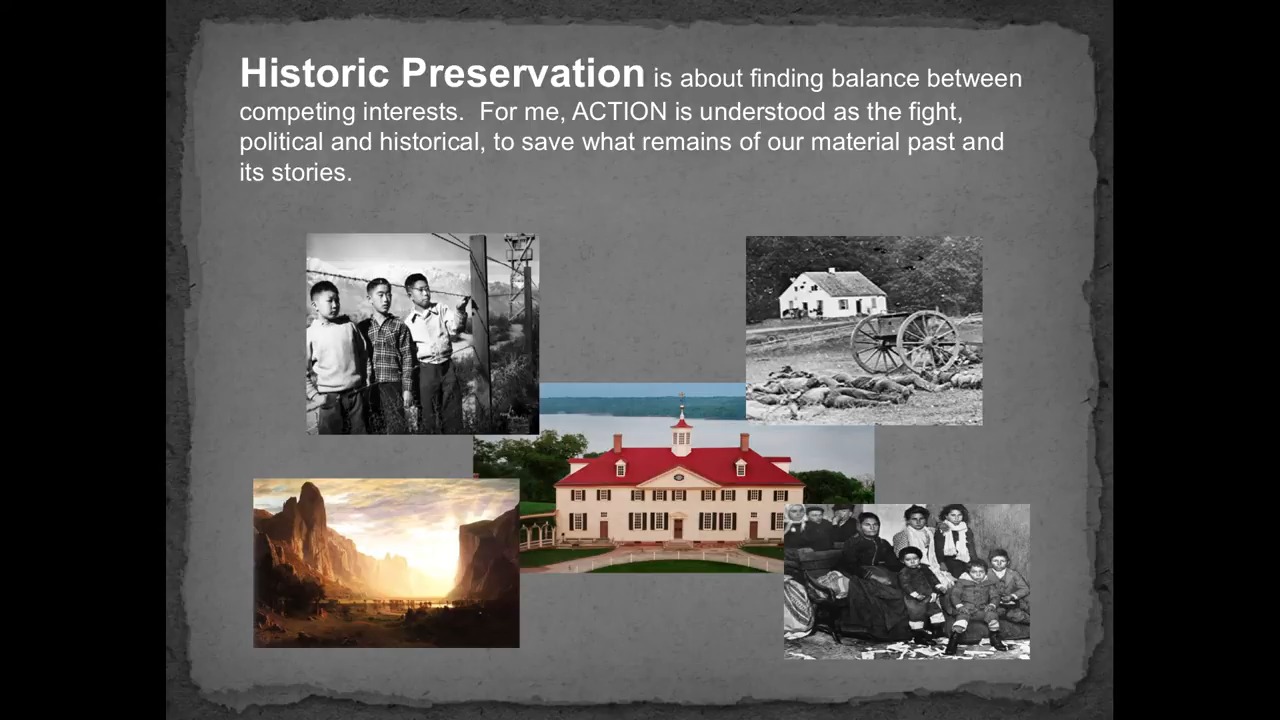 Historic Preservation is about finding balance between
competing interests.  For me, ACTION is understood as the fight,
political and historical, to save what remains of our material past and
its stories.